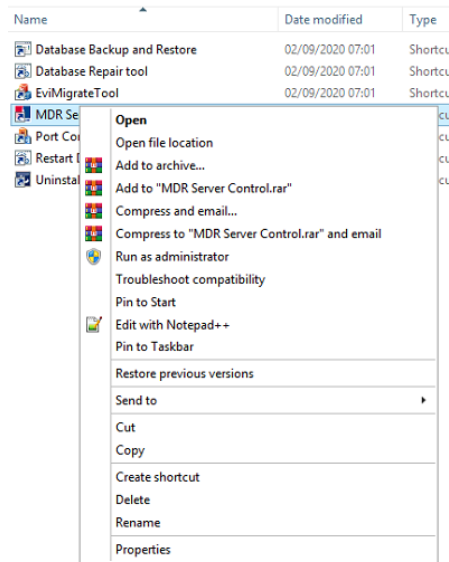 Name Date modified Type
Database Backup and Restore 02/09/2020 07:01 Shortcu
Database Repair tool 02/09/2020 07:01 Shortcu
EviMigrateTool 02/09/2020 07:01 Shortcu
MDR Se cu
Port Co cu
Restart cu
Uninstal cu
Open
Open file location
Add to archive...
Add to "MDR Server Control.rar"
Compress and email...
Compress to "MDR Server Control.rar" and email
Run as administrator
Troubleshoot compatibility
Pin to Start
Edit with Notepad++
Pin to Taskbar
Restore previous versions
Send to
Cut
Copy
Create shortcut
Delete
Rename
Properties